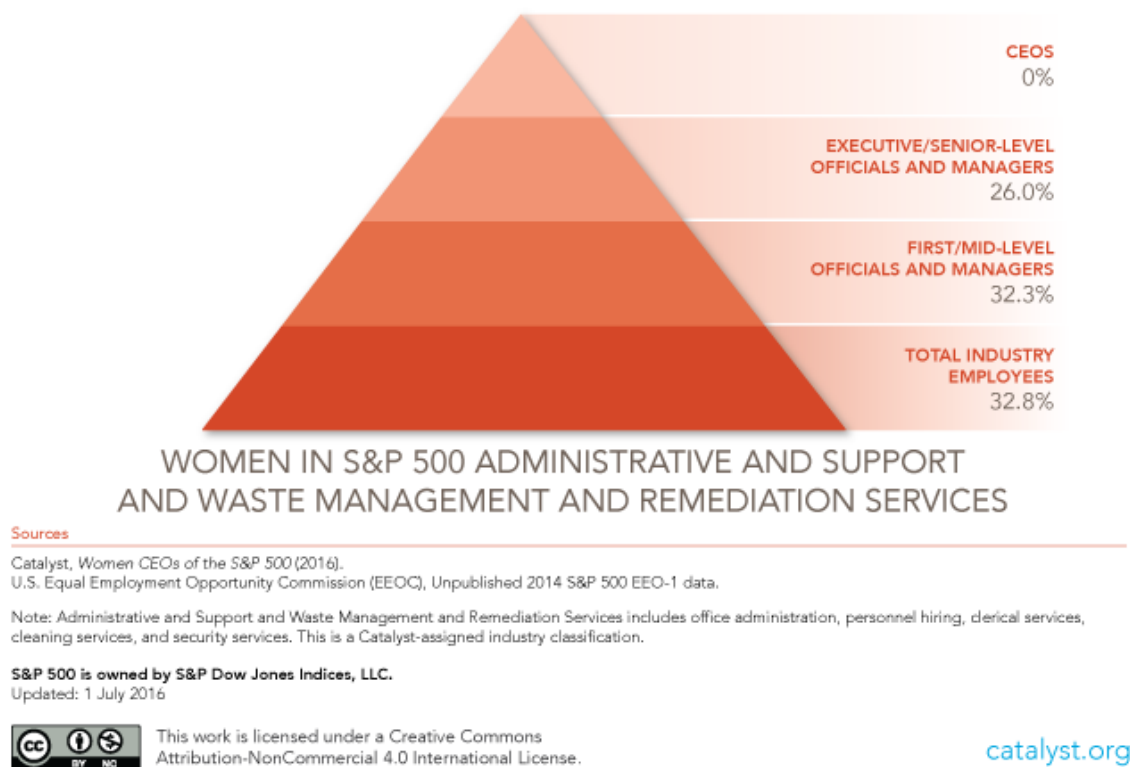 CEOS
0%
EXECUTIVE/SENIOR-LEVEL
OFFICIALS AND MANAGERS
26.0%
FIRST/MID-LEVEL
OFFICIALS AND MANAGERS
32.3%
TOTAL INDUSTRY
EMPLOYEES
32.8%
WOMEN IN S&P 500 ADMINISTRATIVE AND SUPPORT
AND WASTE MANAGEMENT AND REMEDIATION SERVICES
Sources
Catalyst, Women CEOs of the S&P 500 (2016).
U.S. Equal Employment Opportunity Commission (EEOC), Unpublished 2014 S&P 500 EEO-1 data.
Note: Administrative and Support and Waste Management and Remediation Services includes office administration, personnel hiring, clerical services,
cleaning services, and security services. This is a Catalyst-assigned industry classification.
S&P 500 is owned by S&P Dow Jones Indices, LLC.
Updated: 1 July 2016
cc
BY NC
This work is licensed under a Creative Commons
Attribution-NonCommercial 4.0 International License.
catalyst.org